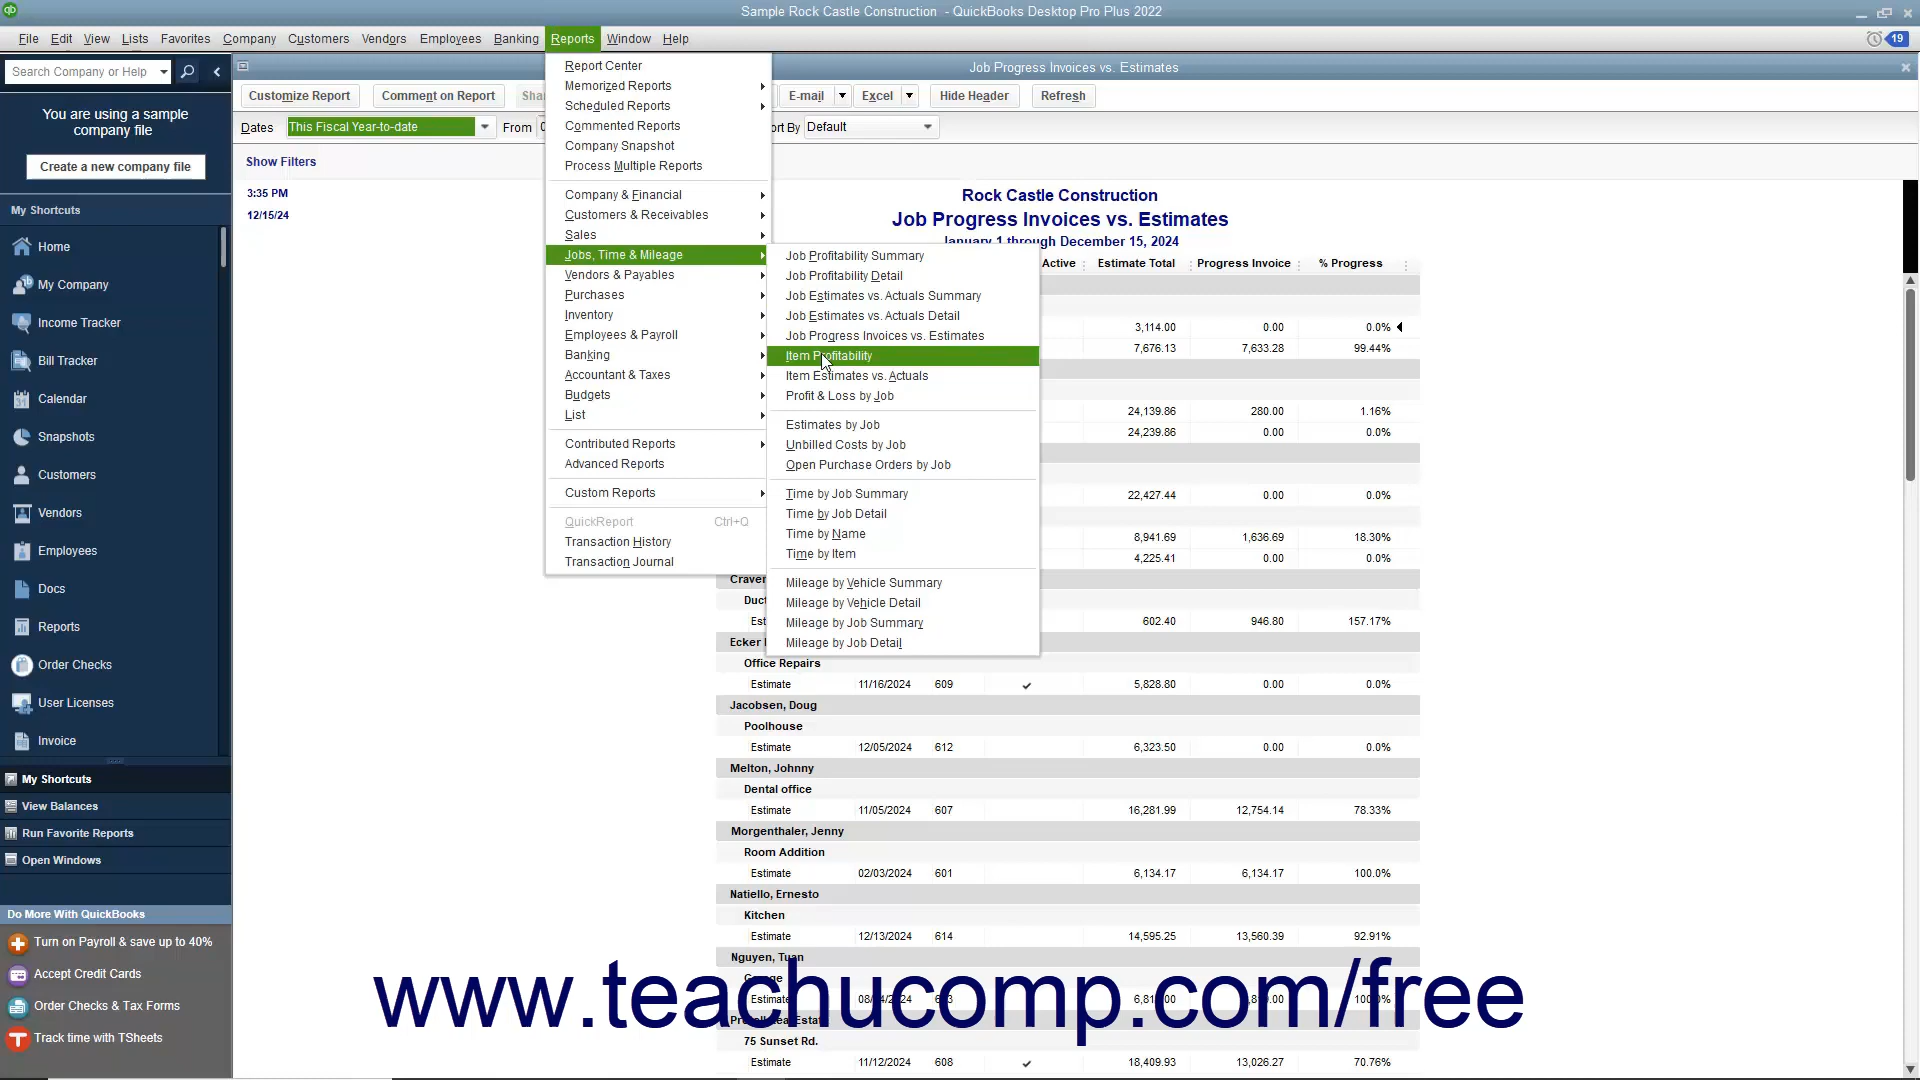 Sample Rock Castle Construction - QuickBooks Desktop Pro Plus 2022
File Edit View Lists Favorites Company Customers Vendors Employees Banking Reports Window Help
19
Search Company or Help
Job Progress Invoices vs. Estimates
Customize Report Comment on Report E-mail Excel Hide Header Refresh
Dates This Fiscal Year-to-date From Default
Show Filters
3:35 PM
12/15/24
You are using a sample
company file
Create a new company file
My Shortcuts
Home
My Company
Income Tracker
Bill Tracker
Calendar
Snapshots
Customers
Vendors
Employees
Docs
Reports
Order Checks
User Licenses
Invoice
My Shortcuts
View Balances
Run Favorite Reports
Open Windows
Do More With QuickBooks
Turn on Payroll & save up to 40%
Accept Credit Cards
Order Checks & Tax Forms
Track time with TSheets
Report Center
Memorized Reports
Scheduled Reports
Commented Reports
Company Snapshot
Process Multiple Reports
Company & Financial
Customers & Receivables
Sales
Jobs, Time & Mileage
Vendors & Payables
Purchases
Inventory
Employees & Payroll
Banking
Accountant & Taxes
Budgets
List
Contributed Reports
Advanced Reports
Custom Reports
QuickReport Ctrl+Q
Transaction History
Transaction Journal
Job Profitability Summary
Job Profitability Detail
Job Estimates vs. Actuals Summary
Job Estimates vs. Actuals Detail
Job Progress Invoices vs. Estimates
Item Profitability
Item Estimates vs. Actuals
Profit & Loss by Job
Estimates by Job
Unbilled Costs by Job
Open Purchase Orders by Job
Time by Job Summary
Time by Job Detail
Time by Name
Time by Item
Mileage by Vehicle Summary
Mileage by Vehicle Detail
Mileage by Job Summary
Mileage by Job Detail
Rock Castle Construction
Job Progress Invoices vs. Estimates
January 1 through December 15, 2024
Active Estimate Total Progress Invoice % Progress
3,114.00 0.00 0.0%
7,676.13 7,633.28 99.44%
24,139.86 280.00 1.16%
24,239.86 0.00 0.0%
22,427.44 0.00 0.0%
8,941.69 1,636.69 18.30%
4,225.41 0.00 0.0%
602.40 946.80 157.17%
Ecker
Office Repairs
Estimate 11/16/2024 609 ✓ 5,828.80 0.00 0.0%
Jacobsen, Doug
Poolhouse
Estimate 12/05/2024 612 6,323.50 0.00 0.0%
Melton, Johnny
Dental office
Estimate 11/05/2024 607 16,281.99 12,754.14 78.33%
Morgenthaler, Jenny
Room Addition
Estimate 02/03/2024 601 6,134.17 6,134.17 100.0%
Natiello, Ernesto
Kitchen
Estimate 12/13/2024 614 14,595.25 13,560.39 92.91%
Nguyen, Tuan
Estimate
75 Sunset Rd.
Estimate 11/12/2024 608 ✓ 18,409.93 13,026.27 70.76%
www.teachucomp.com/free